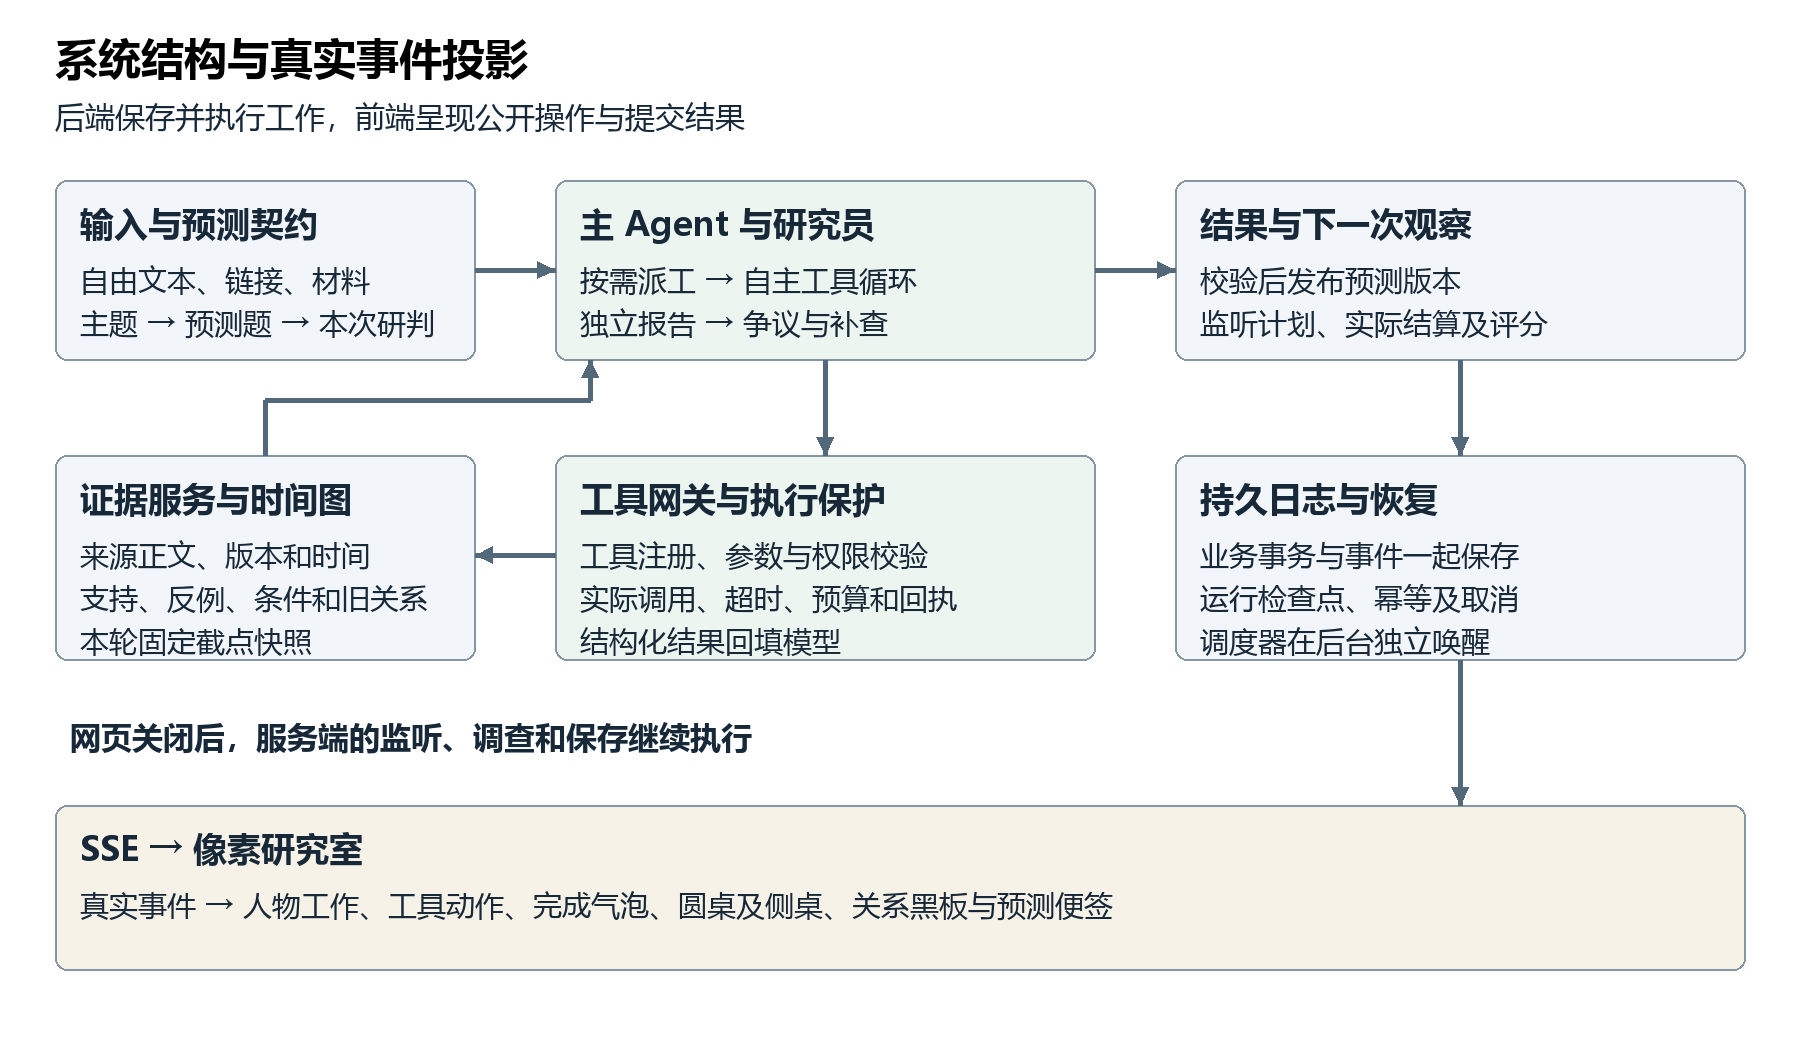 系统结构与真实事件投影
后端保存并执行工作，前端呈现公开操作与提交结果
输入与预测契约
自由文本、链接、材料
主题 → 预测题 → 本次研判
主 Agent 与研究员
按需派工 → 自主工具循环
独立报告 → 争议与补查
结果与下一次观察
校验后发布预测版本
监听计划、实际结算及评分
证据服务与时间图
来源正文、版本和时间
支持、反例、条件和旧关系
本轮固定截点快照
工具网关与执行保护
工具注册、参数与权限校验
实际调用、超时、预算和回执
结构化结果回填模型
持久日志与恢复
业务事务与事件一起保存
运行检查点、幂等及取消
调度器在后台独立唤醒
网页关闭后，服务端的监听、调查和保存继续执行
SSE → 像素研究室
真实事件 → 人物工作、工具动作、完成气泡、圆桌及侧桌、关系黑板与预测便签